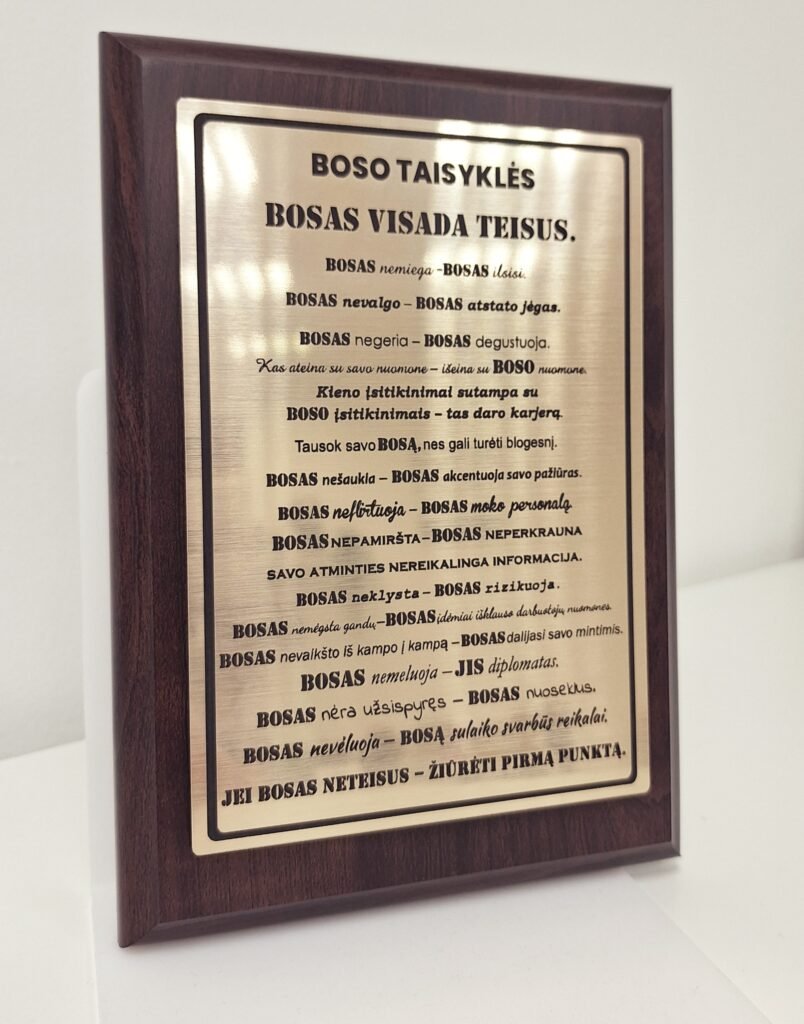 BOSO TAISYKLĖS
BOSAS VISADA TEISUS.
BOSAS nemiega -BOSAS ilsisi.
BOSAS nevalgo – BOSAS atstato jėgas.
BOSAS negeria – BOSAS degustuoja.
Kas ateina su savo nuomone – išeina su BOSO nuomone.
Kieno įsitikinimai sutampa su
BOSO įsitikinimais – tas daro karjerą.
Tausok savo BOSĄ, nes gali turėti blogesnį.
BOSAS nešaukia – BOSAS akcentuoja savo pažiūras.
BOSAS neflirtuoja – BOSAS moko personalą.
BOSAS NEPAMIRŠTA – BOSAS NEPERKRAUNA
SAVO ATMINTIES NEREIKALINGA INFORMACIJA.
BOSAS neklysta – BOSAS rizikuoja.
BOSAS nemėgsta gandų – BOSAS įdėmiai išklauso darbuotojų nuomonės.
BOSAS nevaikšto iš kampo į kampą – BOSAS dalijasi savo mintimis.
BOSAS nemeluoja – JIS diplomatas.
BOSAS nėra užsispyręs – BOSAS nuoseklus.
BOSAS nevėluoja – BOSĄ sulaiko svarbūs reikalai.
JEI BOSAS NETEISUS – ŽIŪRĖTI PIRMĄ PUNKTĄ.